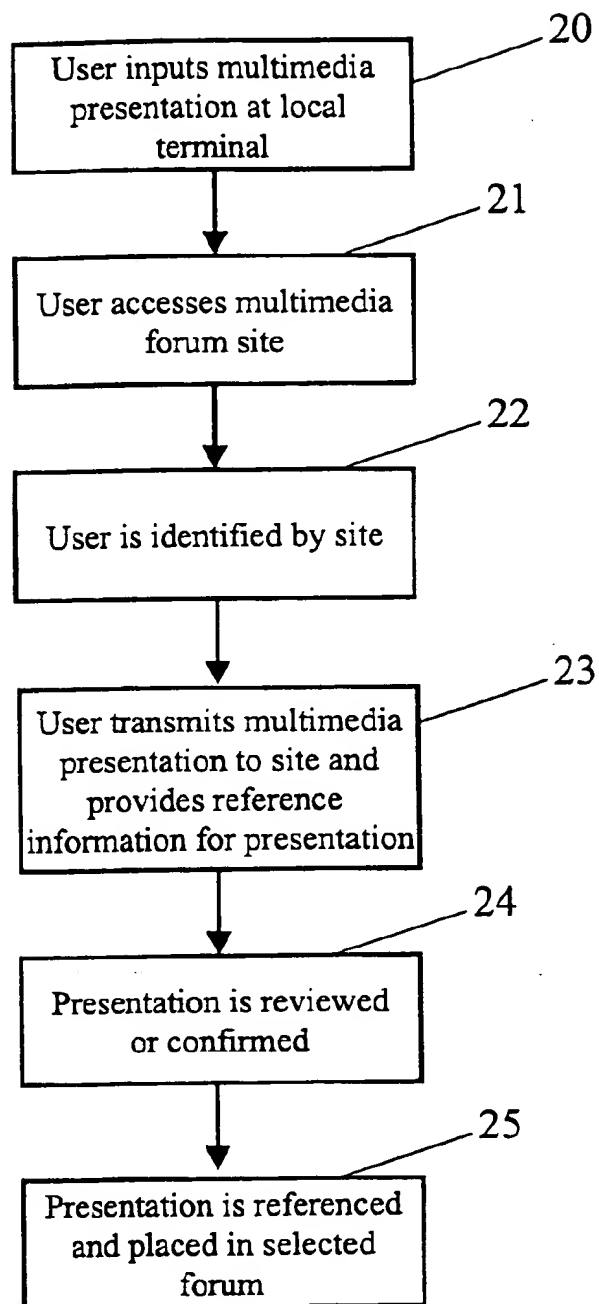 20
User inputs multimedia
presentation at local
terminal
21
User accesses multimedia
forum site
22
User is identified by site
23
User transmits multimedia
presentation to site and
provides reference
information for presentation
24
Presentation is reviewed
or confirmed
25
Presentation is referenced
and placed in selected
forum